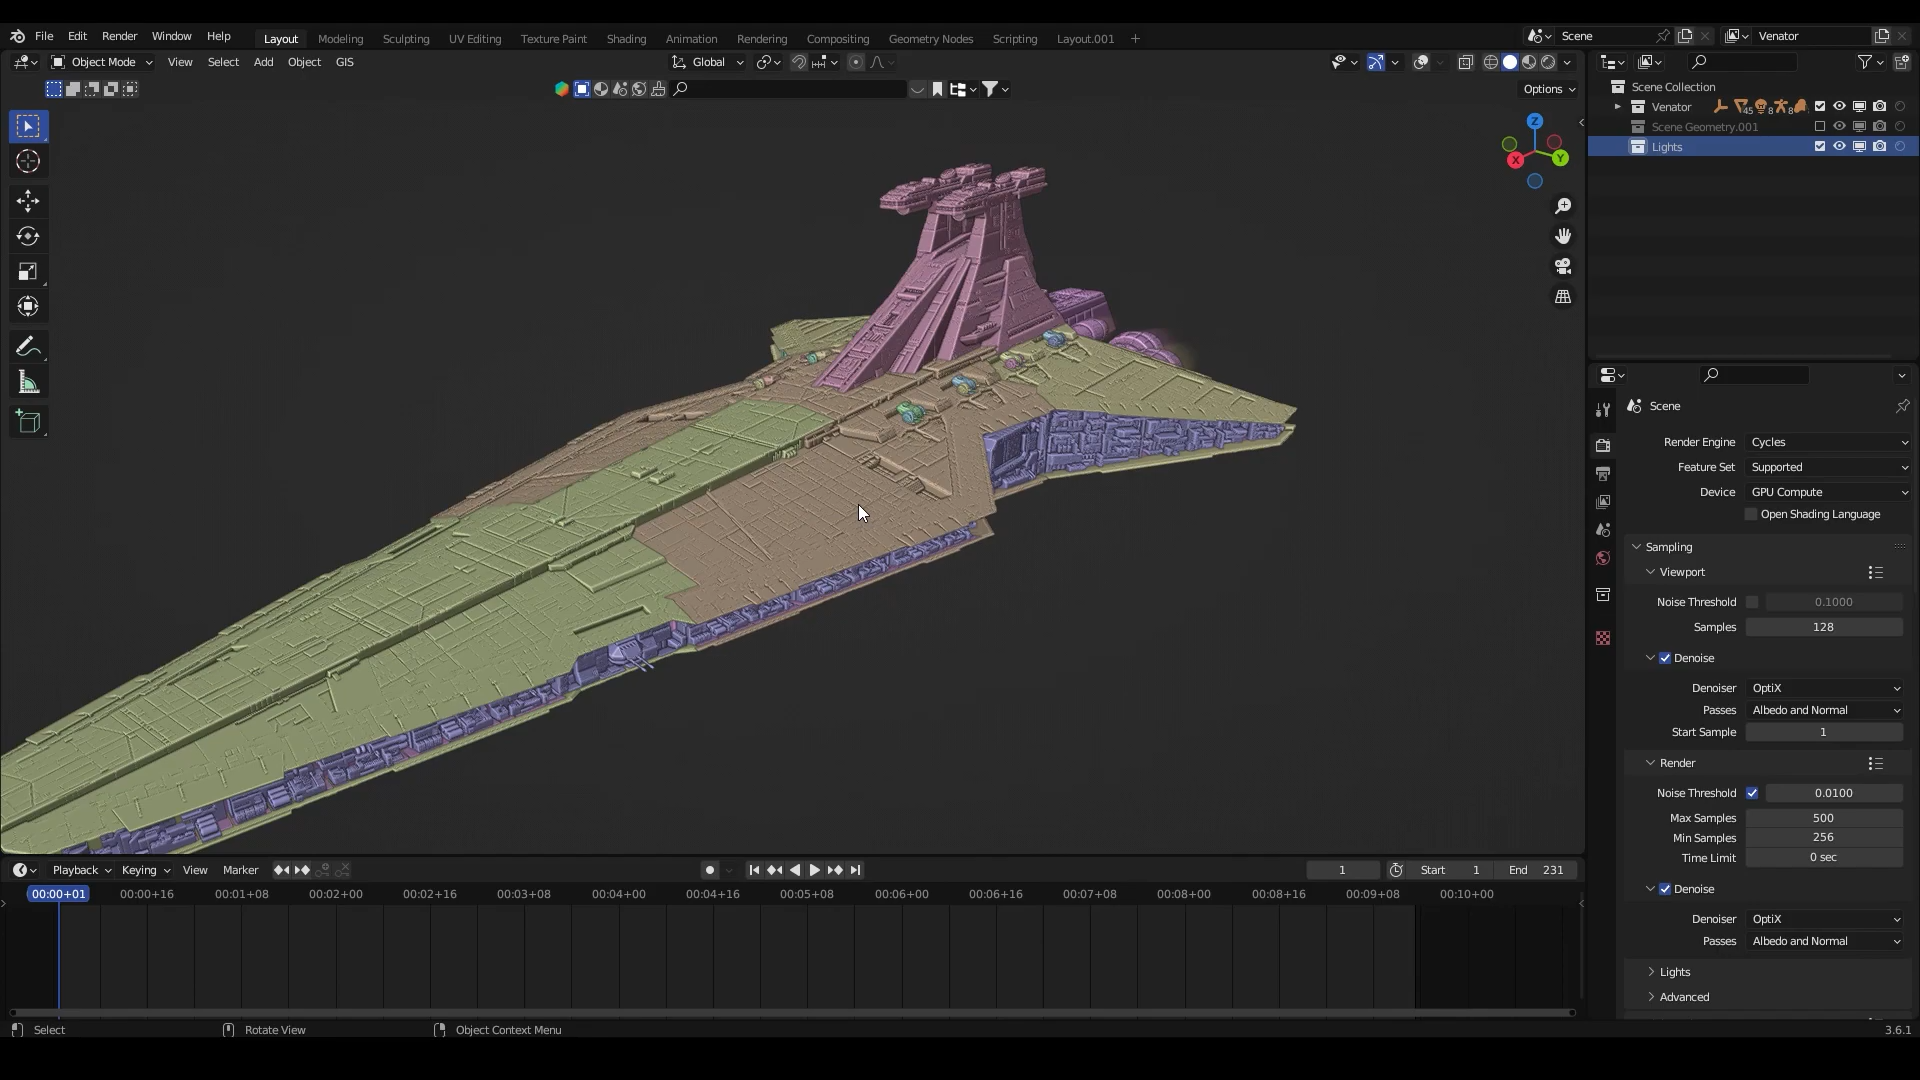 File Edit Render Window Help Layout Modeling Sculpting UV Editing Texture Paint Shading Animation Rendering Compositing Geometry Nodes Scripting Layout.001 + Scene Venator
Object Mode View Select Add Object GIS Global
Options
Scene Collection
Venator 45 8 8
Scene Geometry.001
Lights
Z
X Y
Scene
Render Engine Cycles
Feature Set Supported
Device GPU Compute
Open Shading Language
Sampling
Viewport
Noise Threshold 0.1000
Samples 128
Denoise
Denoiser OptiX
Passes Albedo and Normal
Start Sample 1
Render
Noise Threshold 0.0100
Max Samples 500
Min Samples 256
Time Limit 0 sec
Denoise
Denoiser OptiX
Passes Albedo and Normal
Lights
Advanced
Playback Keying View Marker 1 Start 1 End 231
00:00+01 00:00+16 00:01+08 00:02+00 00:02+16 00:03+08 00:04+00 00:04+16 00:05+08 00:06+00 00:06+16 00:07+08 00:08+00 00:08+16 00:09+08 00:10+00
Select Rotate View Object Context Menu 3.6.1